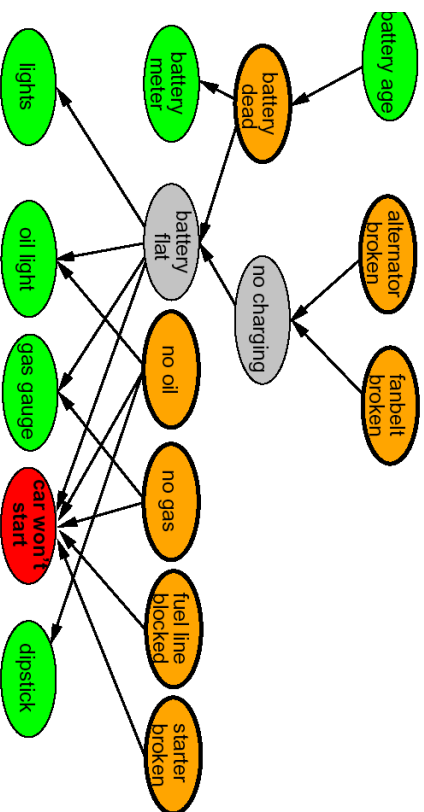 battery age
alternator
broken
fanbelt
broken
battery
dead
no charging
battery
meter
battery
flat
no oil
no gas
fuel line
blocked
starter
broken
lights
oil light
gas gauge
car won't
start
dipstick